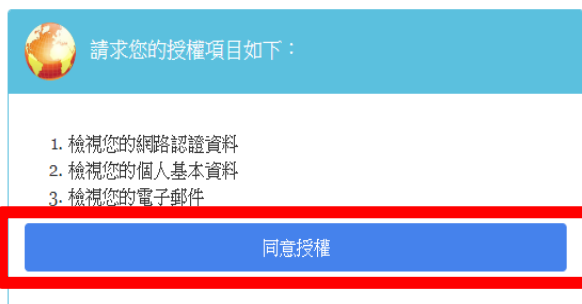 請求您的授權項目如下：
1. 檢視您的網路認證資料
2. 檢視您的個人基本資料
3. 檢視您的電子郵件
同意授權